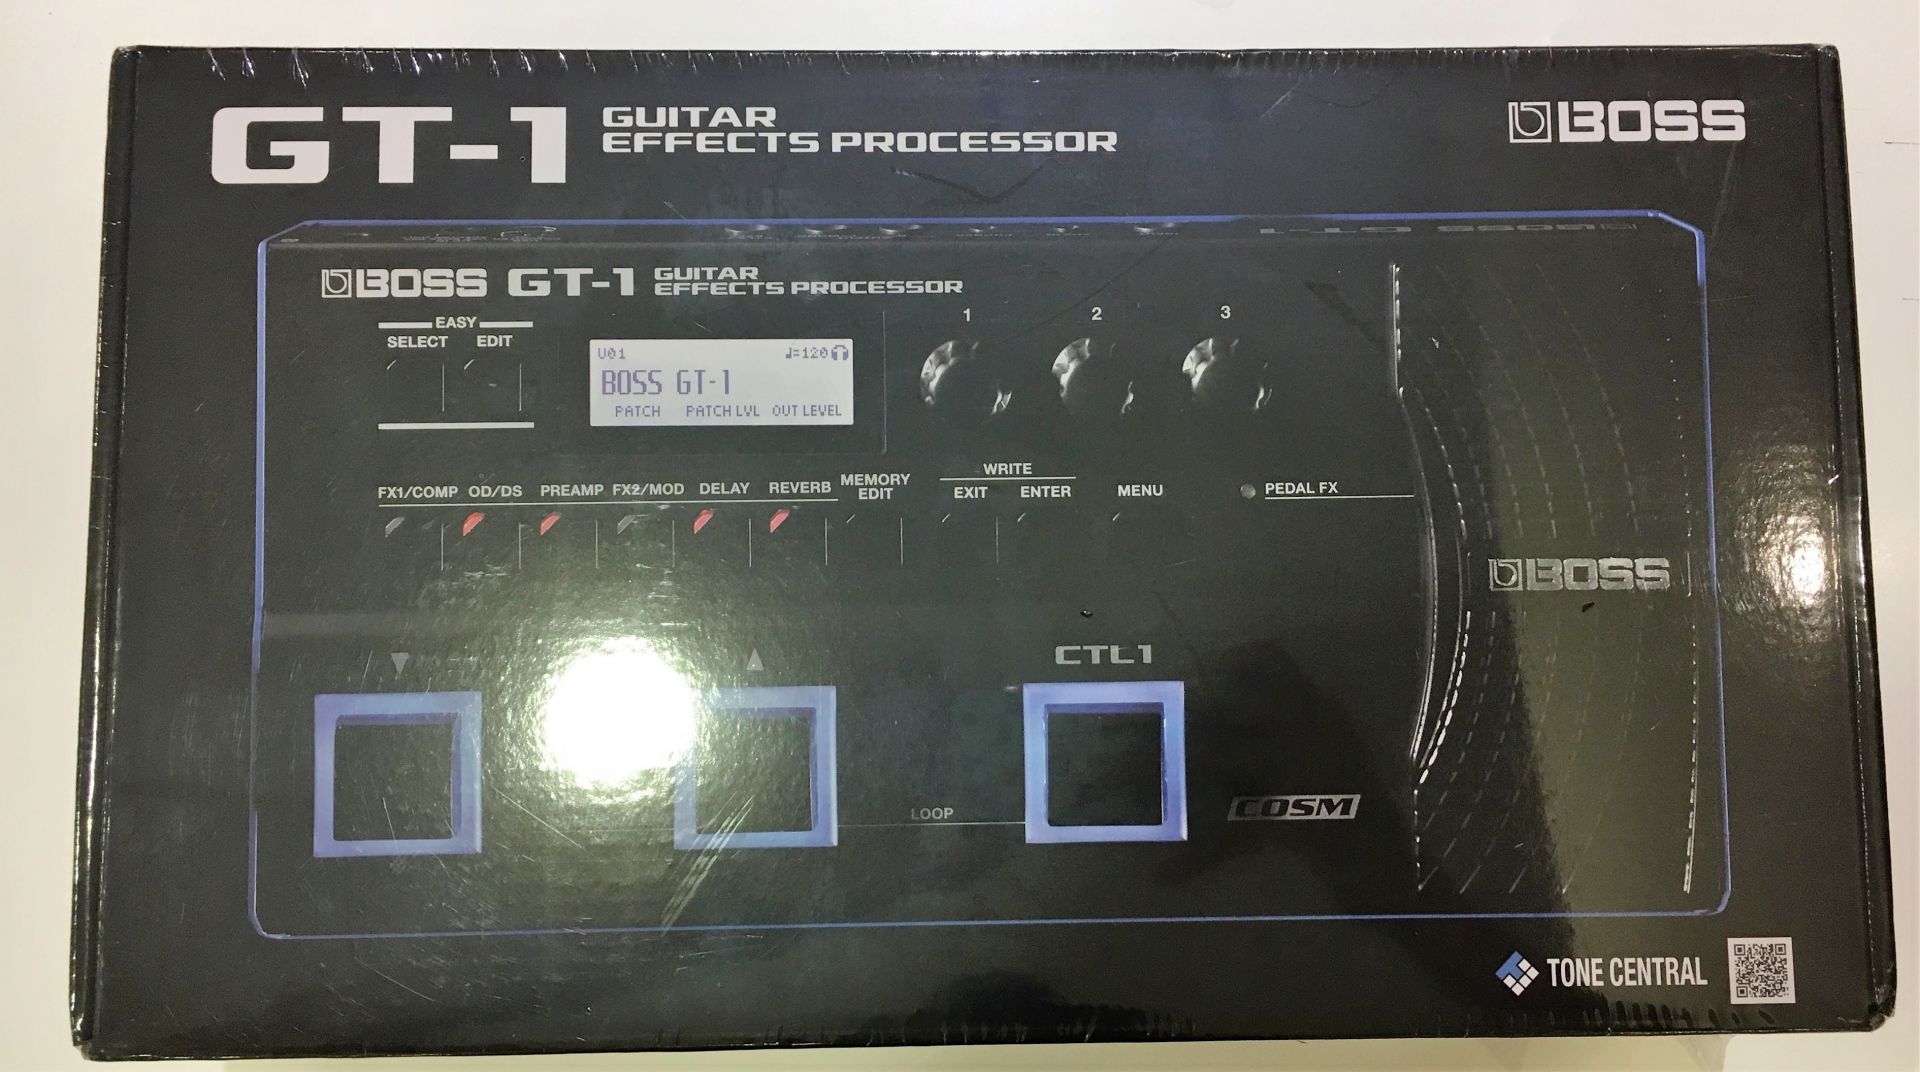 GT-1 GUITAR
EFFECTS PROCESSOR
BOSS
BOSS GT-1 GUITAR
EFFECTS PROCESSOR
EASY
SELECT EDIT
U01 ♩=120
BOSS GT-1
PATCH PATCH LVL OUT LEVEL
1 2 3
WRITE
FX1/COMP OD/DS PREAMP FX2/MOD DELAY REVERB MEMORY
EDIT EXIT ENTER MENU
PEDAL FX
BOSS
CTL1
LOOP
COSM
TONE CENTRAL